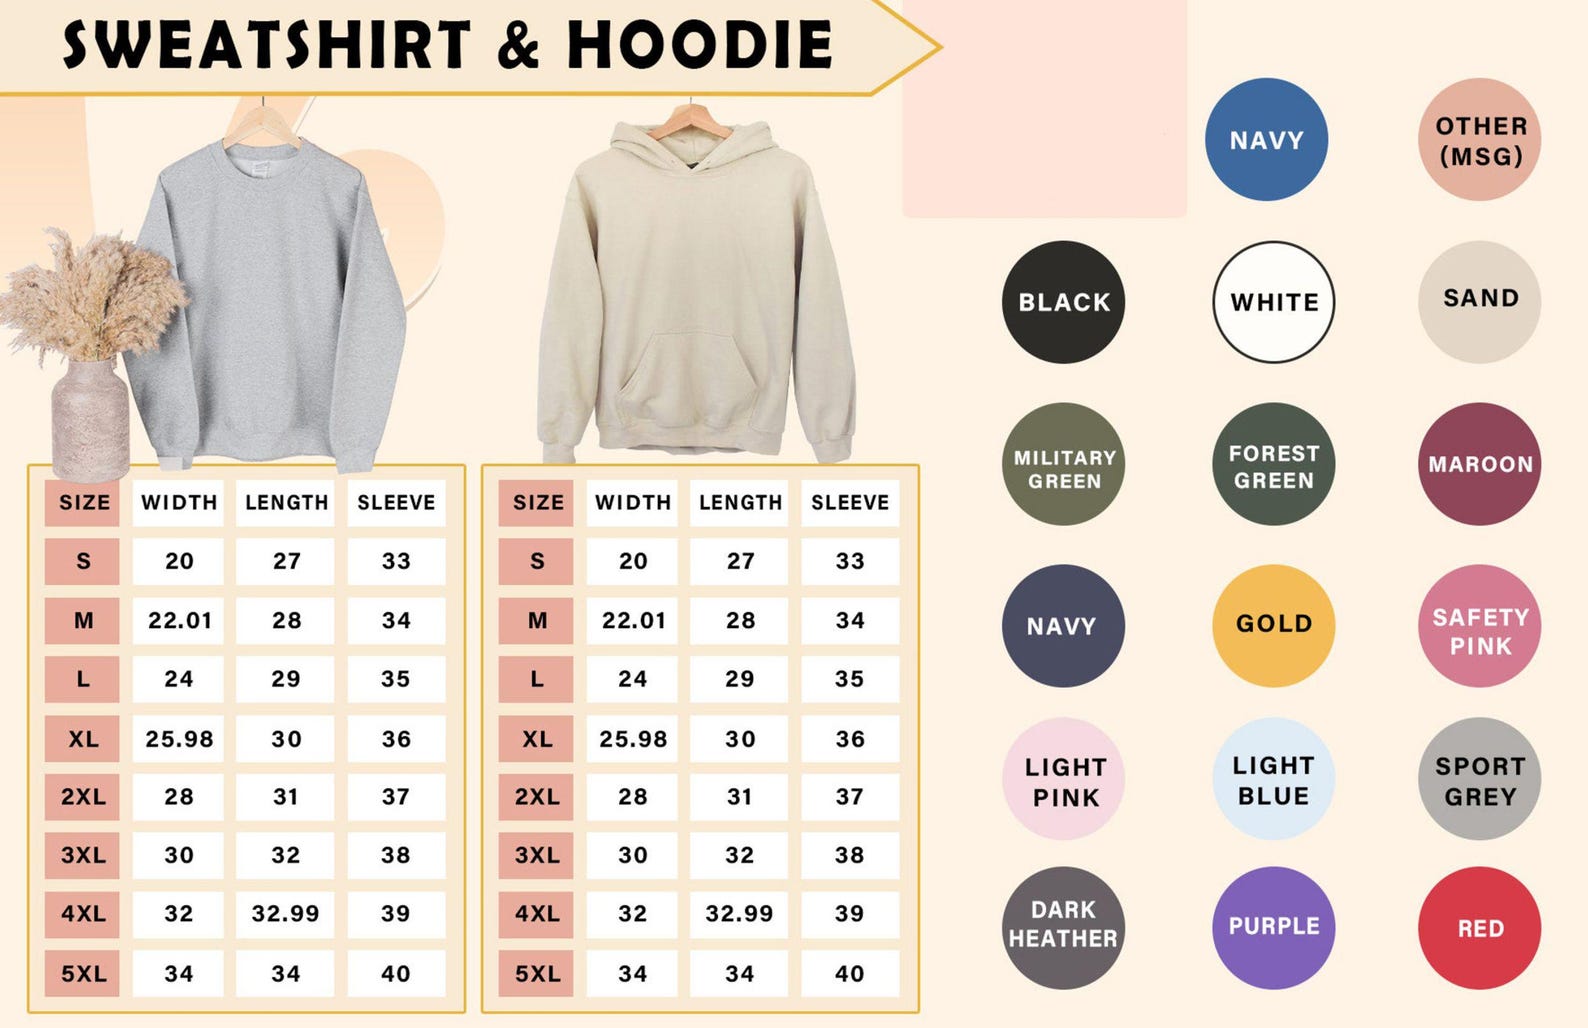 SWEATSHIRT & HOODIE
SIZE WIDTH LENGTH SLEEVE
S 20 27 33
M 22.01 28 34
L 24 29 35
XL 25.98 30 36
2XL 28 31 37
3XL 30 32 38
4XL 32 32.99 39
5XL 34 34 40
SIZE WIDTH LENGTH SLEEVE
S 20 27 33
M 22.01 28 34
L 24 29 35
XL 25.98 30 36
2XL 28 31 37
3XL 30 32 38
4XL 32 32.99 39
5XL 34 34 40
NAVY
OTHER
(MSG)
BLACK
WHITE
SAND
MILITARY
GREEN
FOREST
GREEN
MAROON
NAVY
GOLD
SAFETY
PINK
LIGHT
PINK
LIGHT
BLUE
SPORT
GREY
DARK
HEATHER
PURPLE
RED